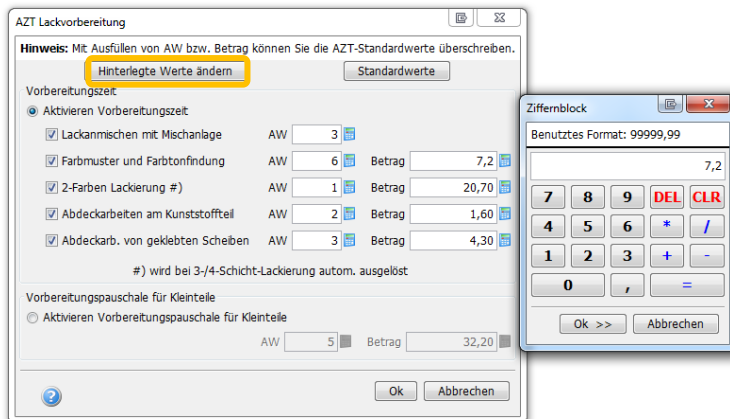 AZT Lackvorbereitung
Hinweis: Mit Ausfüllen von AW bzw. Betrag können Sie die AZT-Standardwerte überschreiben.
Hinterlegte Werte ändern Standardwerte
Vorbereitungszeit
Aktivieren Vorbereitungszeit
Lackanmischen mit Mischanlage AW 3
Farbmuster und Farbtonfindung AW 6 Betrag 7,2
2-Farben Lackierung #) AW 1 Betrag 20,70
Abdeckarbeiten am Kunststoffteil AW 2 Betrag 1,60
Abdeckarb. von geklebten Scheiben AW 3 Betrag 4,30
#) wird bei 3-/4-Schicht-Lackierung autom. ausgelöst
Vorbereitungspauschale für Kleinteile
Aktivieren Vorbereitungspauschale für Kleinteile
AW 5 Betrag 32,20
? Ok Abbrechen
Ziffernblock
Benutztes Format: 99999,99
7,2
7 8 9 DEL CLR
4 5 6 * /
1 2 3 + -
0 , =
Ok >> Abbrechen